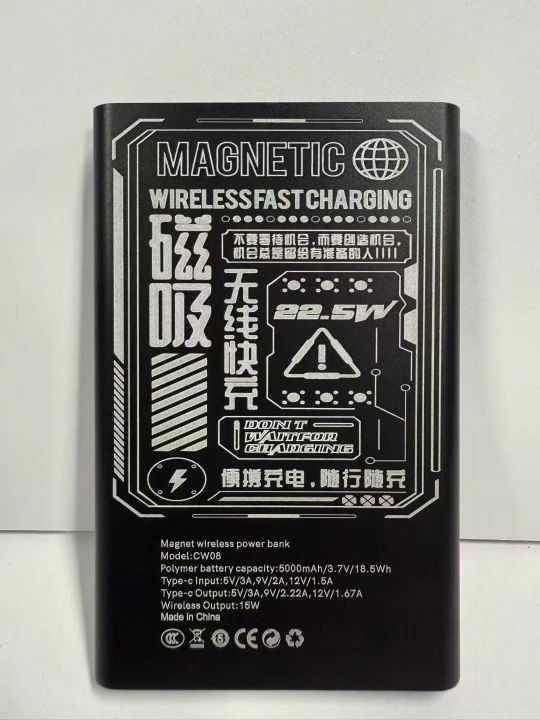 MAGNETIC
WIRELESS FAST CHARGING
磁吸
不要等待机会,而要创造机会,
机会总是留给有准备的人!!!!
无线快充
22.5W
DON'T
WAITFOR
CHARGING
便携充电,随行随充
Magnet wireless power bank
Model:CW08
Polymer battery capacity:5000mAh/3.7V/18.5Wh
Type-c Input:5V/3A,9V/2A,12V/1.5A
Type-c Output:5V/3A,9V/2.22A,12V/1.67A
Wireless Output:15W
Made in China